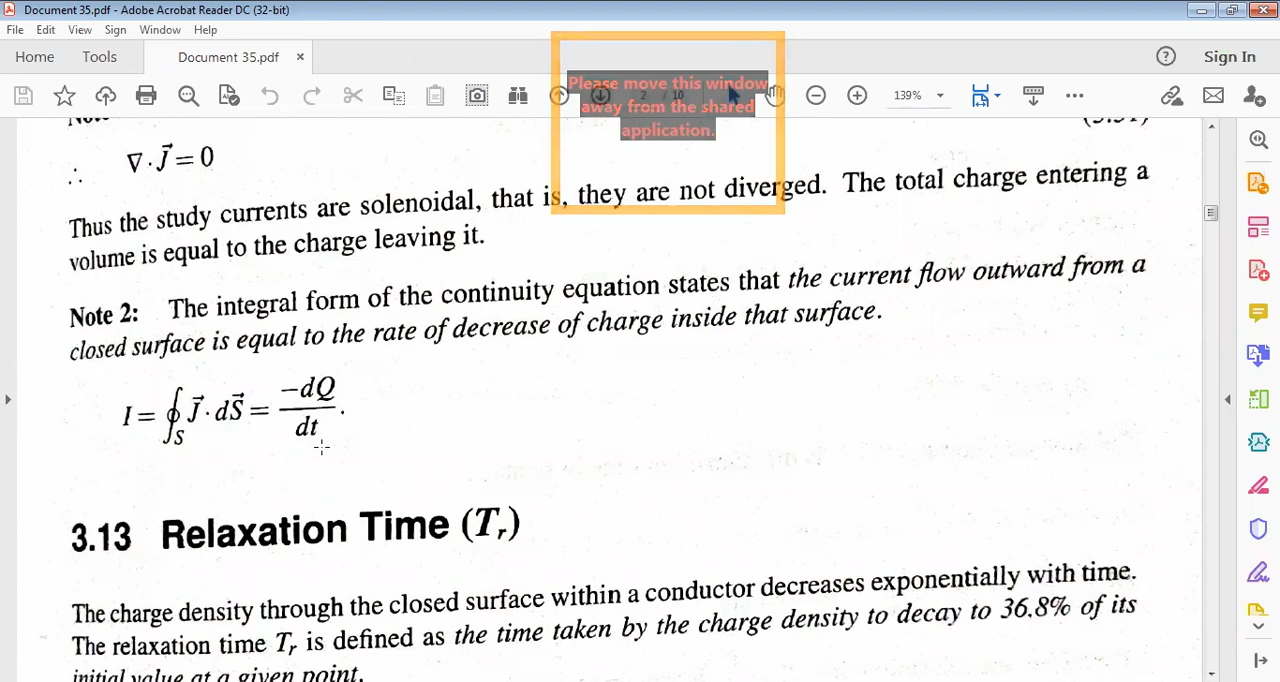 Document 35.pdf - Adobe Acrobat Reader DC (32-bit)
File Edit View Sign Window Help
Home Tools Document 35.pdf × Sign In
2 / 10 139%
Please move this window
away from the shared
application.
∴ ∇ · J⃗ = 0
Thus the study currents are solenoidal, that is, they are not diverged. The total charge entering a
volume is equal to the charge leaving it.
Note 2: The integral form of the continuity equation states that the current flow outward from a
closed surface is equal to the rate of decrease of charge inside that surface.
I = ∮_S J⃗ · dS⃗ = −dQ/dt.
3.13 Relaxation Time (T_r)
The charge density through the closed surface within a conductor decreases exponentially with time.
The relaxation time T_r is defined as the time taken by the charge density to decay to 36.8% of its
initial value at a given point.